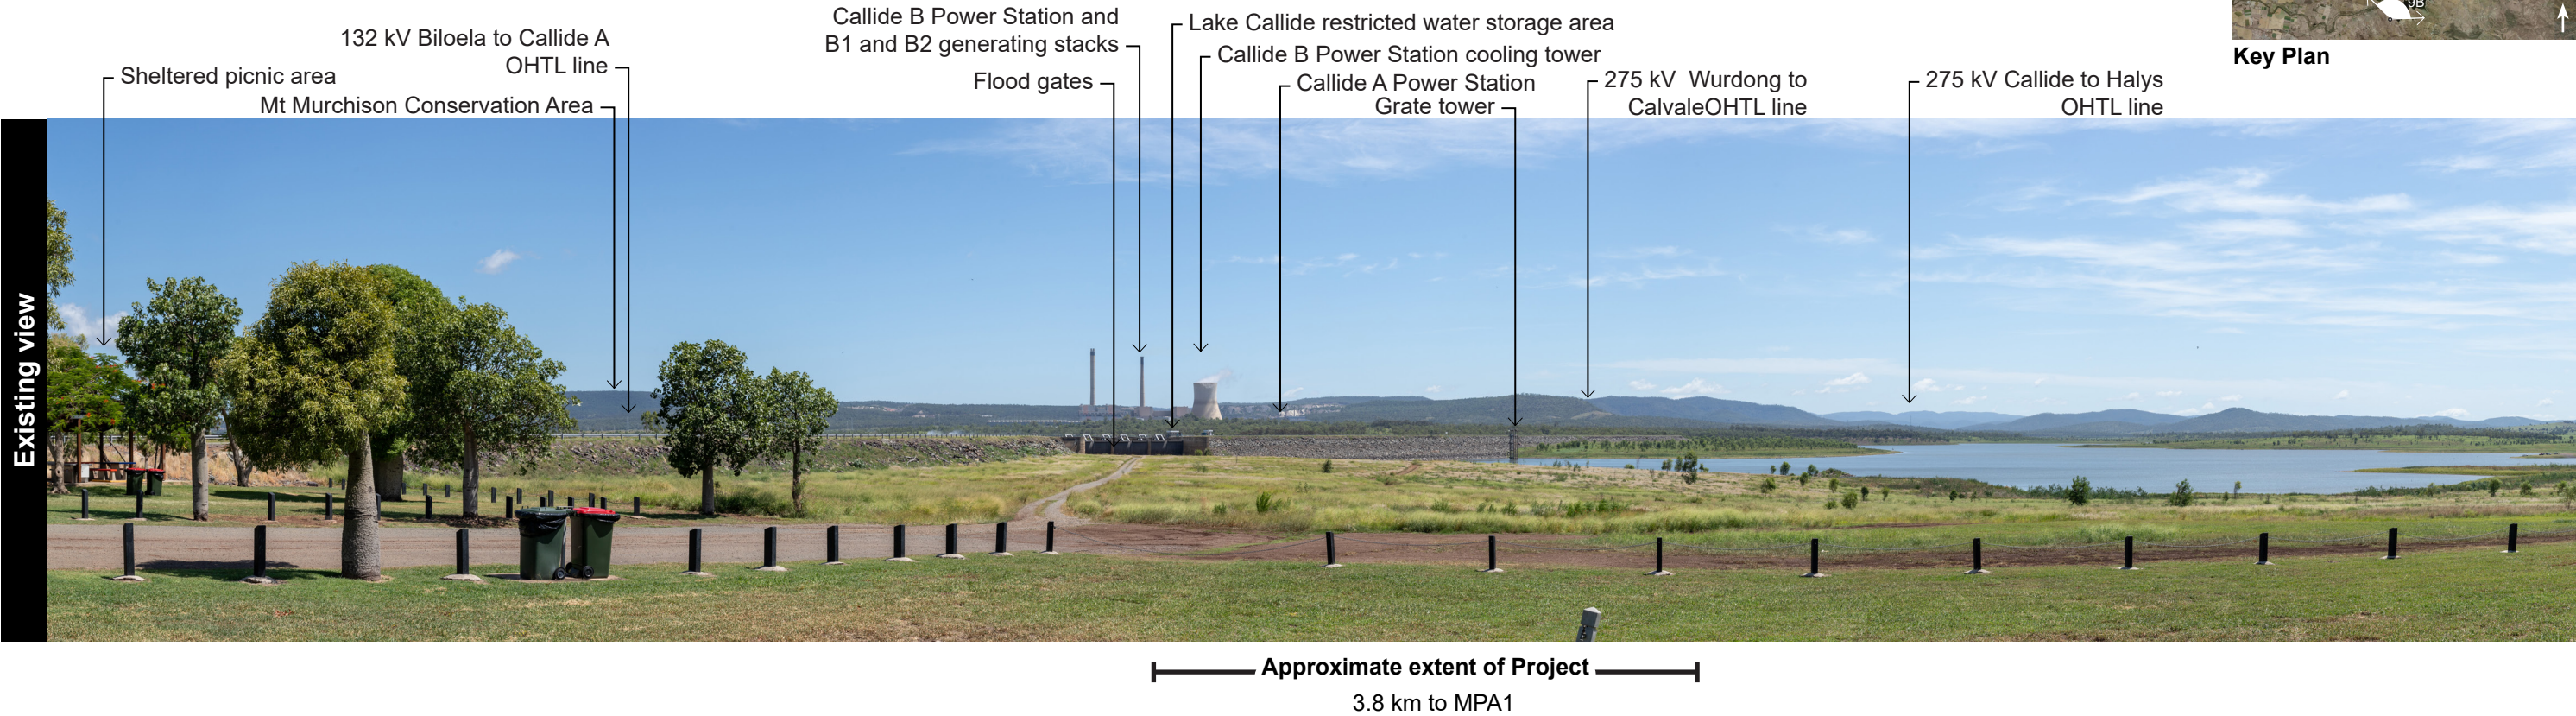 Callide B Power Station and
B1 and B2 generating stacks
Lake Callide restricted water storage area
9B
132 kV Biloela to Callide A
OHTL line
Callide B Power Station cooling tower
Key Plan
Sheltered picnic area
Flood gates
Callide A Power Station
275 kV Wurdong to
CalvaleOHTL line
275 kV Callide to Halys
OHTL line
Mt Murchison Conservation Area
Grate tower
Existing view
Approximate extent of Project
3.8 km to MPA1